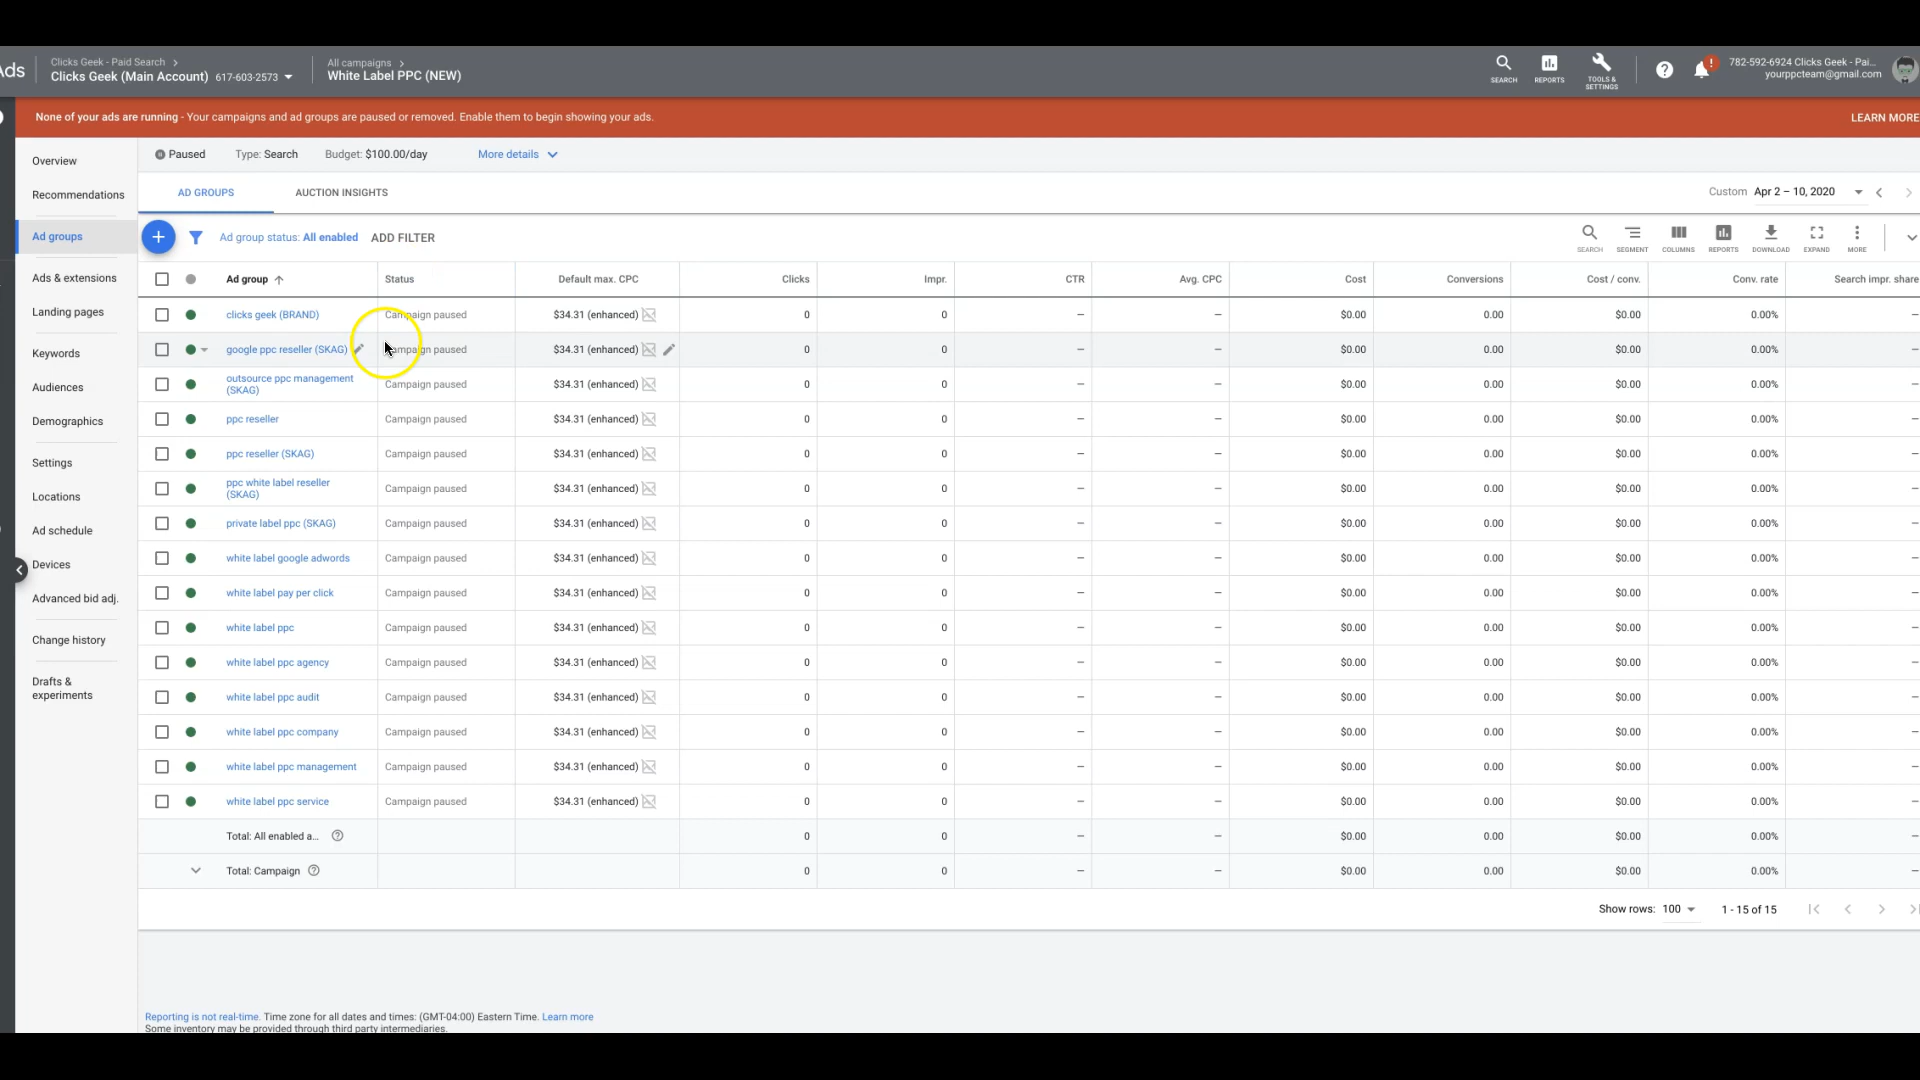 Ads
Clicks Geek - Paid Search >
Clicks Geek (Main Account) 617-603-2573
All campaigns >
White Label PPC (NEW)
SEARCH
REPORTS
TOOLS &
SETTINGS
782-592-6924 Clicks Geek - Pai...
yourppcteam@gmail.com
None of your ads are running - Your campaigns and ad groups are paused or removed. Enable them to begin showing your ads.
LEARN MORE
Overview
Recommendations
Ad groups
Ads & extensions
Landing pages
Keywords
Audiences
Demographics
Settings
Locations
Ad schedule
Devices
Advanced bid adj.
Change history
Drafts &
experiments
Paused Type: Search Budget: $100.00/day More details
AD GROUPS AUCTION INSIGHTS
Custom Apr 2 – 10, 2020
Ad group status: All enabled ADD FILTER
SEARCH SEGMENT COLUMNS REPORTS DOWNLOAD EXPAND MORE
Ad group Status Default max. CPC Clicks Impr. CTR Avg. CPC Cost Conversions Cost / conv. Conv. rate Search impr. share
clicks geek (BRAND) Campaign paused $34.31 (enhanced) 0 0 – – $0.00 0.00 $0.00 0.00% –
google ppc reseller (SKAG) Campaign paused $34.31 (enhanced) 0 0 – – $0.00 0.00 $0.00 0.00% –
outsource ppc management
(SKAG) Campaign paused $34.31 (enhanced) 0 0 – – $0.00 0.00 $0.00 0.00% –
ppc reseller Campaign paused $34.31 (enhanced) 0 0 – – $0.00 0.00 $0.00 0.00% –
ppc reseller (SKAG) Campaign paused $34.31 (enhanced) 0 0 – – $0.00 0.00 $0.00 0.00% –
ppc white label reseller
(SKAG) Campaign paused $34.31 (enhanced) 0 0 – – $0.00 0.00 $0.00 0.00% –
private label ppc (SKAG) Campaign paused $34.31 (enhanced) 0 0 – – $0.00 0.00 $0.00 0.00% –
white label google adwords Campaign paused $34.31 (enhanced) 0 0 – – $0.00 0.00 $0.00 0.00% –
white label pay per click Campaign paused $34.31 (enhanced) 0 0 – – $0.00 0.00 $0.00 0.00% –
white label ppc Campaign paused $34.31 (enhanced) 0 0 – – $0.00 0.00 $0.00 0.00% –
white label ppc agency Campaign paused $34.31 (enhanced) 0 0 – – $0.00 0.00 $0.00 0.00% –
white label ppc audit Campaign paused $34.31 (enhanced) 0 0 – – $0.00 0.00 $0.00 0.00% –
white label ppc company Campaign paused $34.31 (enhanced) 0 0 – – $0.00 0.00 $0.00 0.00% –
white label ppc management Campaign paused $34.31 (enhanced) 0 0 – – $0.00 0.00 $0.00 0.00% –
white label ppc service Campaign paused $34.31 (enhanced) 0 0 – – $0.00 0.00 $0.00 0.00% –
Total: All enabled a... 0 0 – – $0.00 0.00 $0.00 0.00% –
Total: Campaign 0 0 – – $0.00 0.00 $0.00 0.00% –
Show rows: 100 1 - 15 of 15
Reporting is not real-time. Time zone for all dates and times: (GMT-04:00) Eastern Time. Learn more
Some inventory may be provided through third party intermediaries.